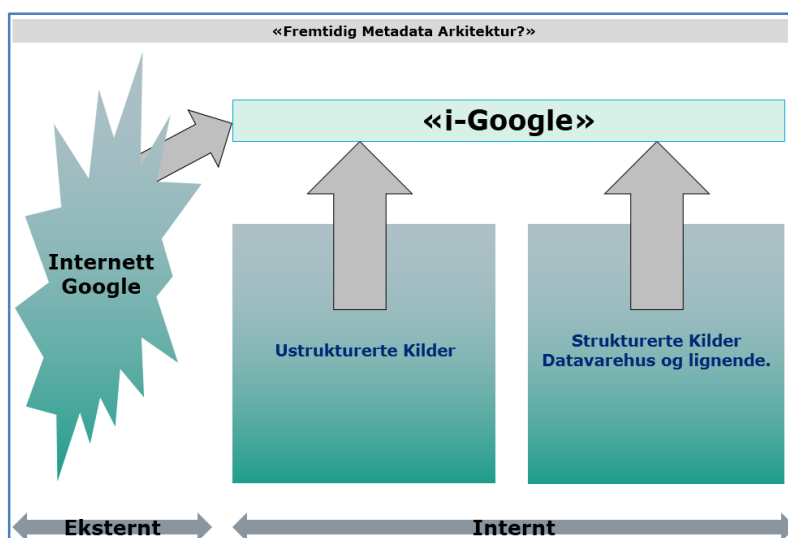 «Fremtidig Metadata Arkitektur?»
«i-Google»
Internett
Google
Ustrukturerte Kilder
Strukturerte Kilder
Datavarehus og lignende.
Eksternt
Internt